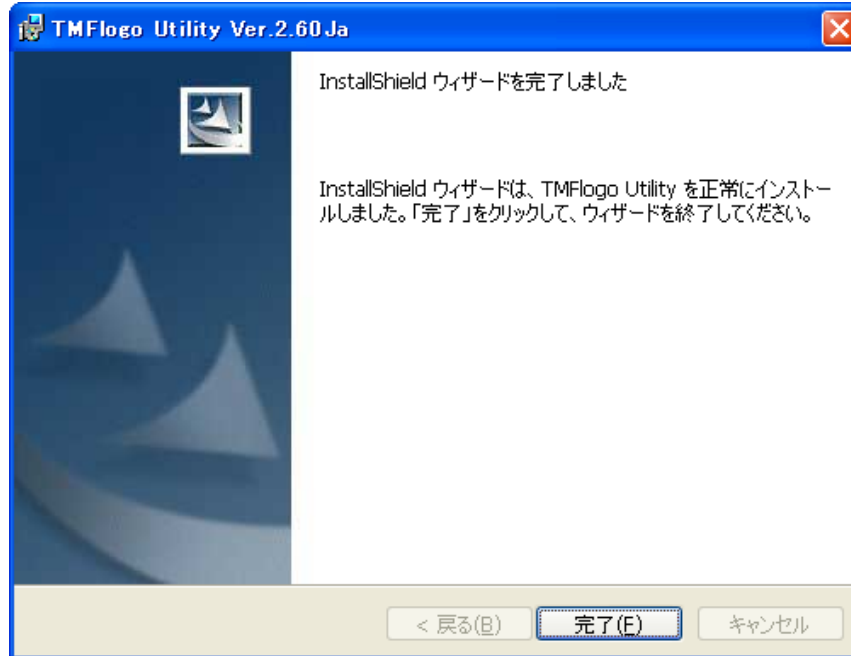 TMFlogo Utility Ver.2.60Ja
InstallShield ウィザードを完了しました
InstallShield ウィザードは、TMFlogo Utility を正常にインストー
ルしました。「完了」をクリックして、ウィザードを終了してください。
< 戻る(B) 完了(F) キャンセル